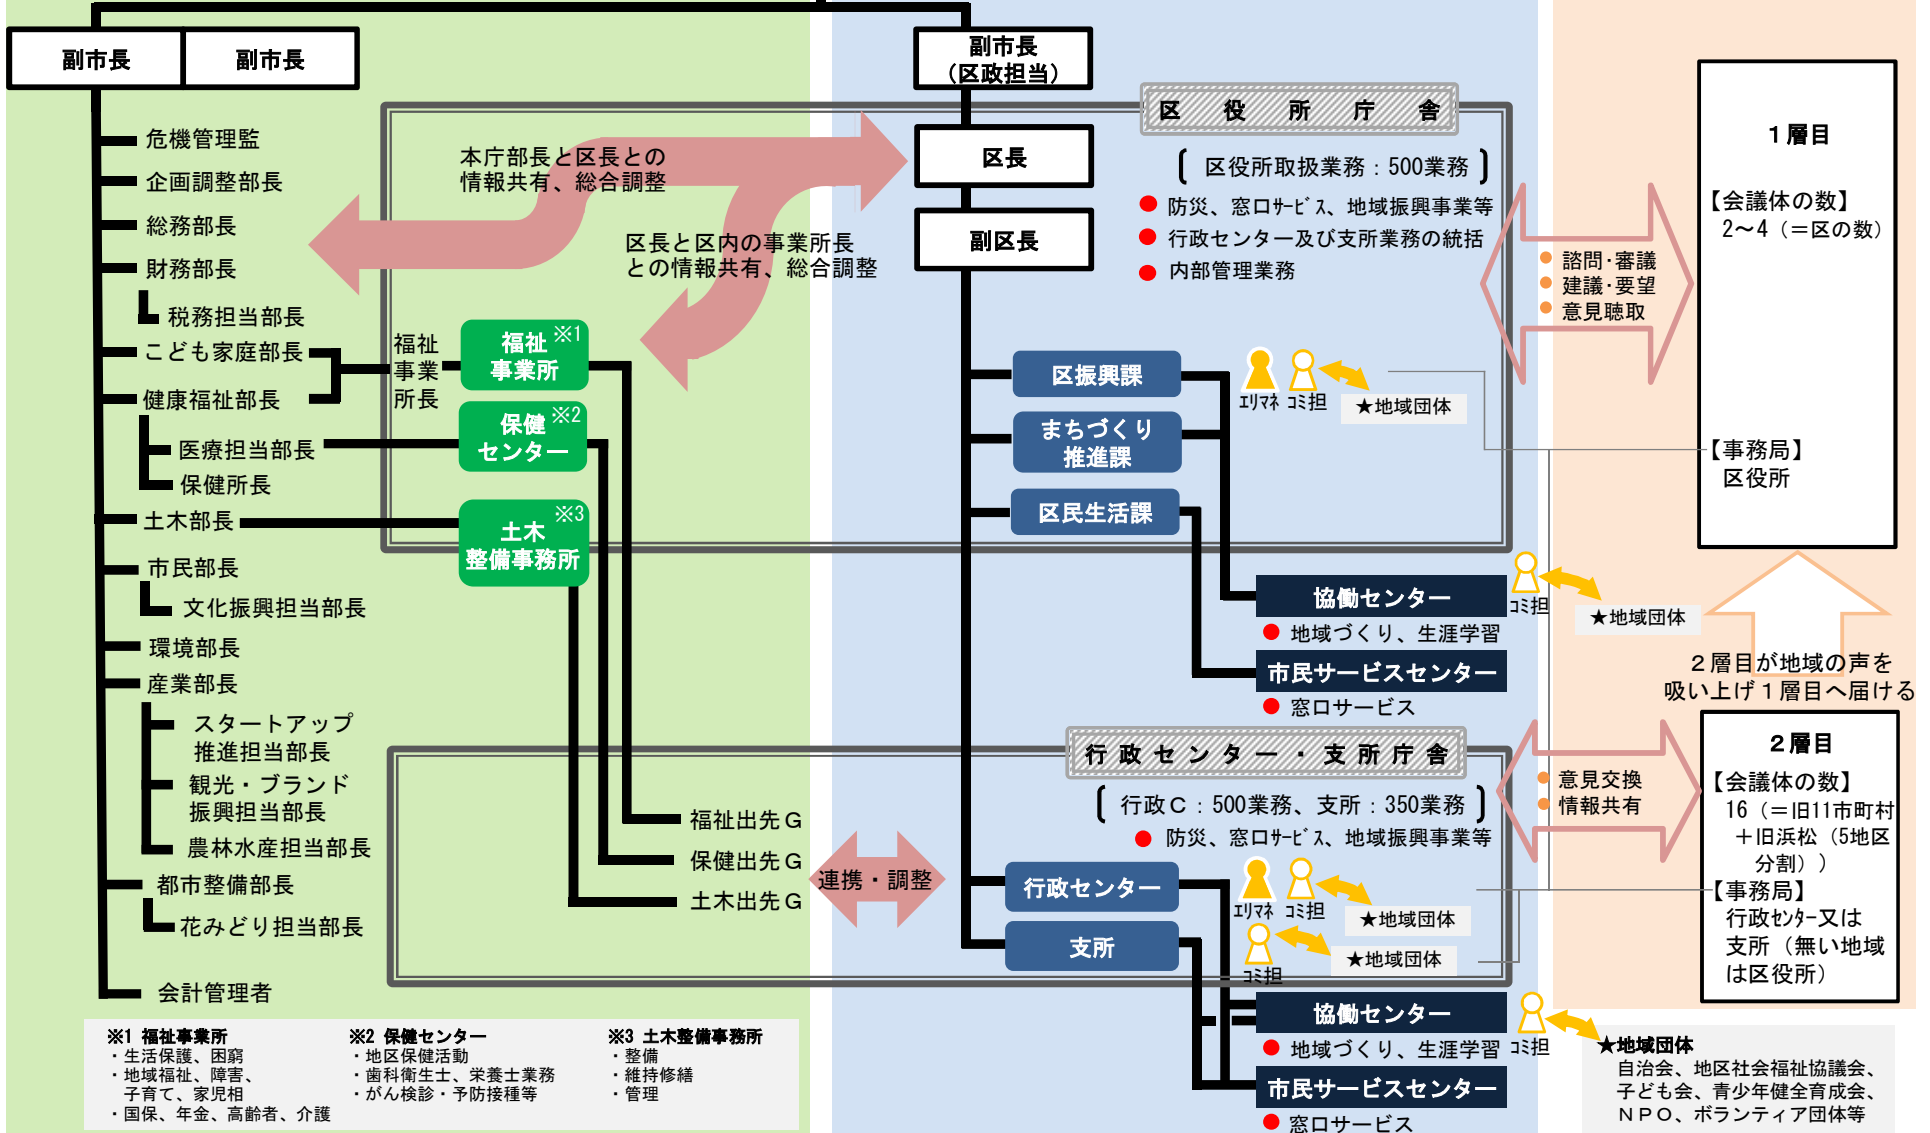 副市長
副市長
副市長
（区政担当）
危機管理監
企画調整部長
総務部長
財務部長
税務担当部長
こども家庭部長
健康福祉部長
医療担当部長
保健所長
土木部長
市民部長
文化振興担当部長
環境部長
産業部長
スタートアップ
推進担当部長
観光・ブランド
振興担当部長
農林水産担当部長
都市整備部長
花みどり担当部長
会計管理者
本庁部長と区長との
情報共有、総合調整
区長と区内の事業所長
との情報共有、総合調整
福祉
事業
所長
福祉※1
事業所
保健※2
センター
土木※3
整備事務所
福祉出先Ｇ
保健出先Ｇ
土木出先Ｇ
連携・調整
区長
副区長
区役所庁舎
区役所取扱業務：500業務
● 防災、窓口ｻｰﾋﾞｽ、地域振興事業等
● 行政センター及び支所業務の統括
● 内部管理業務
区振興課
まちづくり
推進課
区民生活課
ｴﾘﾏﾈ ｺﾐ担
★地域団体
協働センター
ｺﾐ担
★地域団体
● 地域づくり、生涯学習
市民サービスセンター
● 窓口サービス
行政センター・支所庁舎
行政Ｃ：500業務、支所：350業務
● 防災、窓口ｻｰﾋﾞｽ、地域振興事業等
行政センター
ｴﾘﾏﾈ ｺﾐ担
★地域団体
支所
ｺﾐ担
★地域団体
協働センター
ｺﾐ担
● 地域づくり、生涯学習
市民サービスセンター
● 窓口サービス
● 諮問･審議
● 建議･要望
● 意見聴取
１層目
【会議体の数】
2～4（＝区の数）
【事務局】
区役所
２層目が地域の声を
吸い上げ１層目へ届ける
● 意見交換
● 情報共有
２層目
【会議体の数】
16（＝旧11市町村
＋旧浜松（5地区
分割））
【事務局】
行政ｾﾝﾀｰ又は
支所（無い地域
は区役所）
※1 福祉事業所
・生活保護、困窮
・地域福祉、障害、
子育て、家児相
・国保、年金、高齢者、介護
※2 保健センター
・地区保健活動
・歯科衛生士、栄養士業務
・がん検診・予防接種等
※3 土木整備事務所
・整備
・維持修繕
・管理
★地域団体
自治会、地区社会福祉協議会、
子ども会、青少年健全育成会、
ＮＰＯ、ボランティア団体等